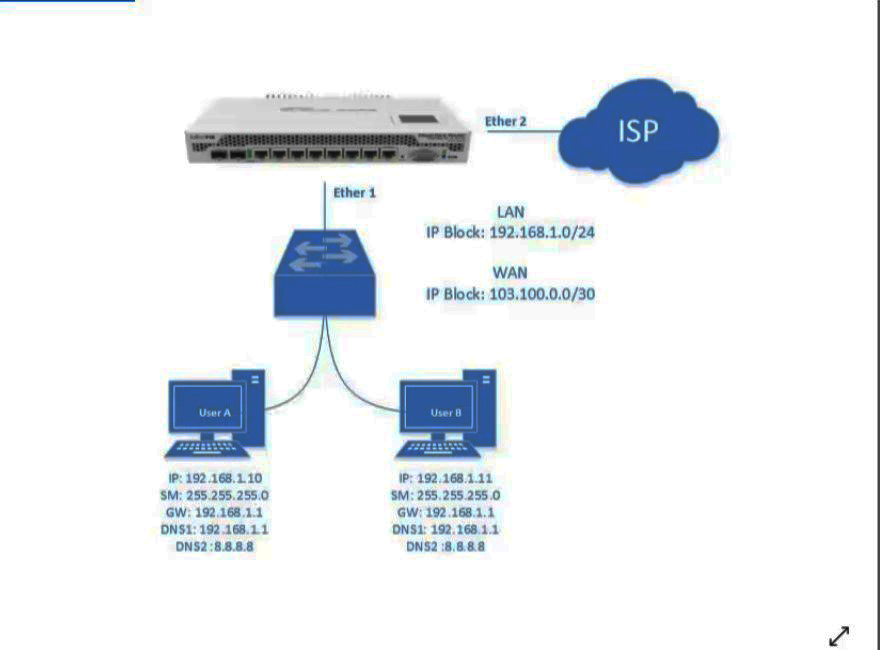 Ether 2
ISP
Ether 1
LAN
IP Block: 192.168.1.0/24
WAN
IP Block: 103.100.0.0/30
User A
User B
IP: 192.168.1.10
SM: 255.255.255.0
GW: 192.168.1.1
DNS1: 192.168.1.1
DNS2 :8.8.8.8
IP: 192.168.1.11
SM: 255.255.255.0
GW: 192.168.1.1
DNS1: 192.168.1.1
DNS2 :8.8.8.8